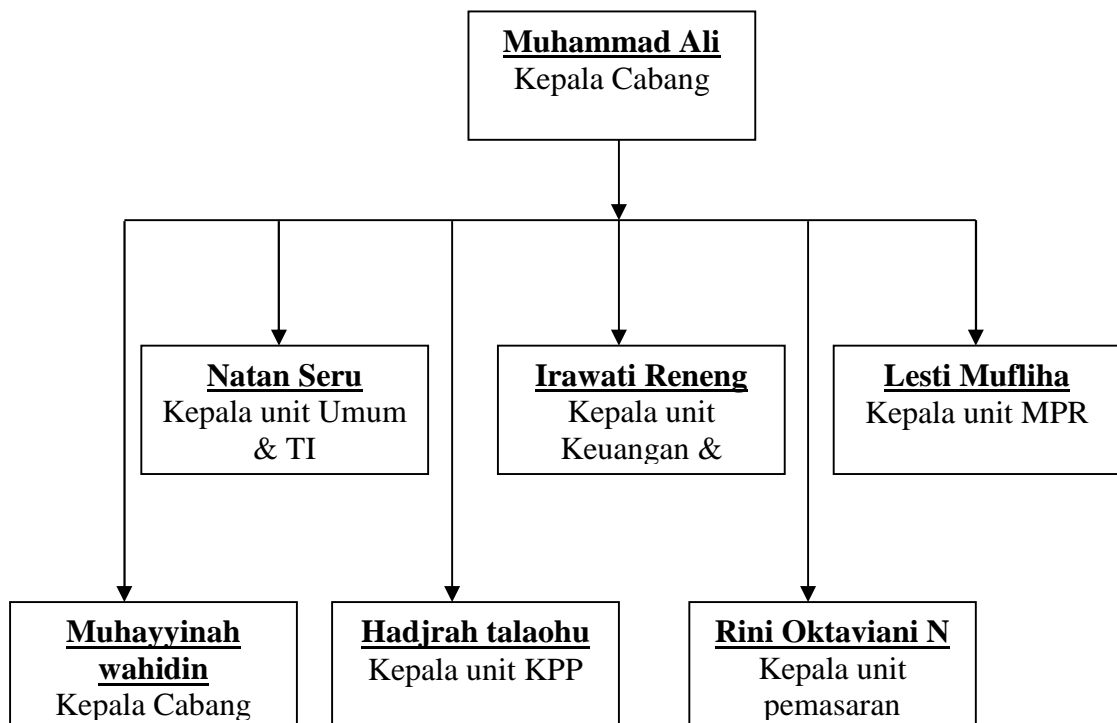 Muhammad Ali
Kepala Cabang
Natan Seru
Kepala unit Umum
& TI
Irawati Reneng
Kepala unit
Keuangan &
Lesti Mufliha
Kepala unit MPR
Muhayyinah
wahidin
Kepala Cabang
Hadjrah talaohu
Kepala unit KPP
Rini Oktaviani N
Kepala unit
pemasaran